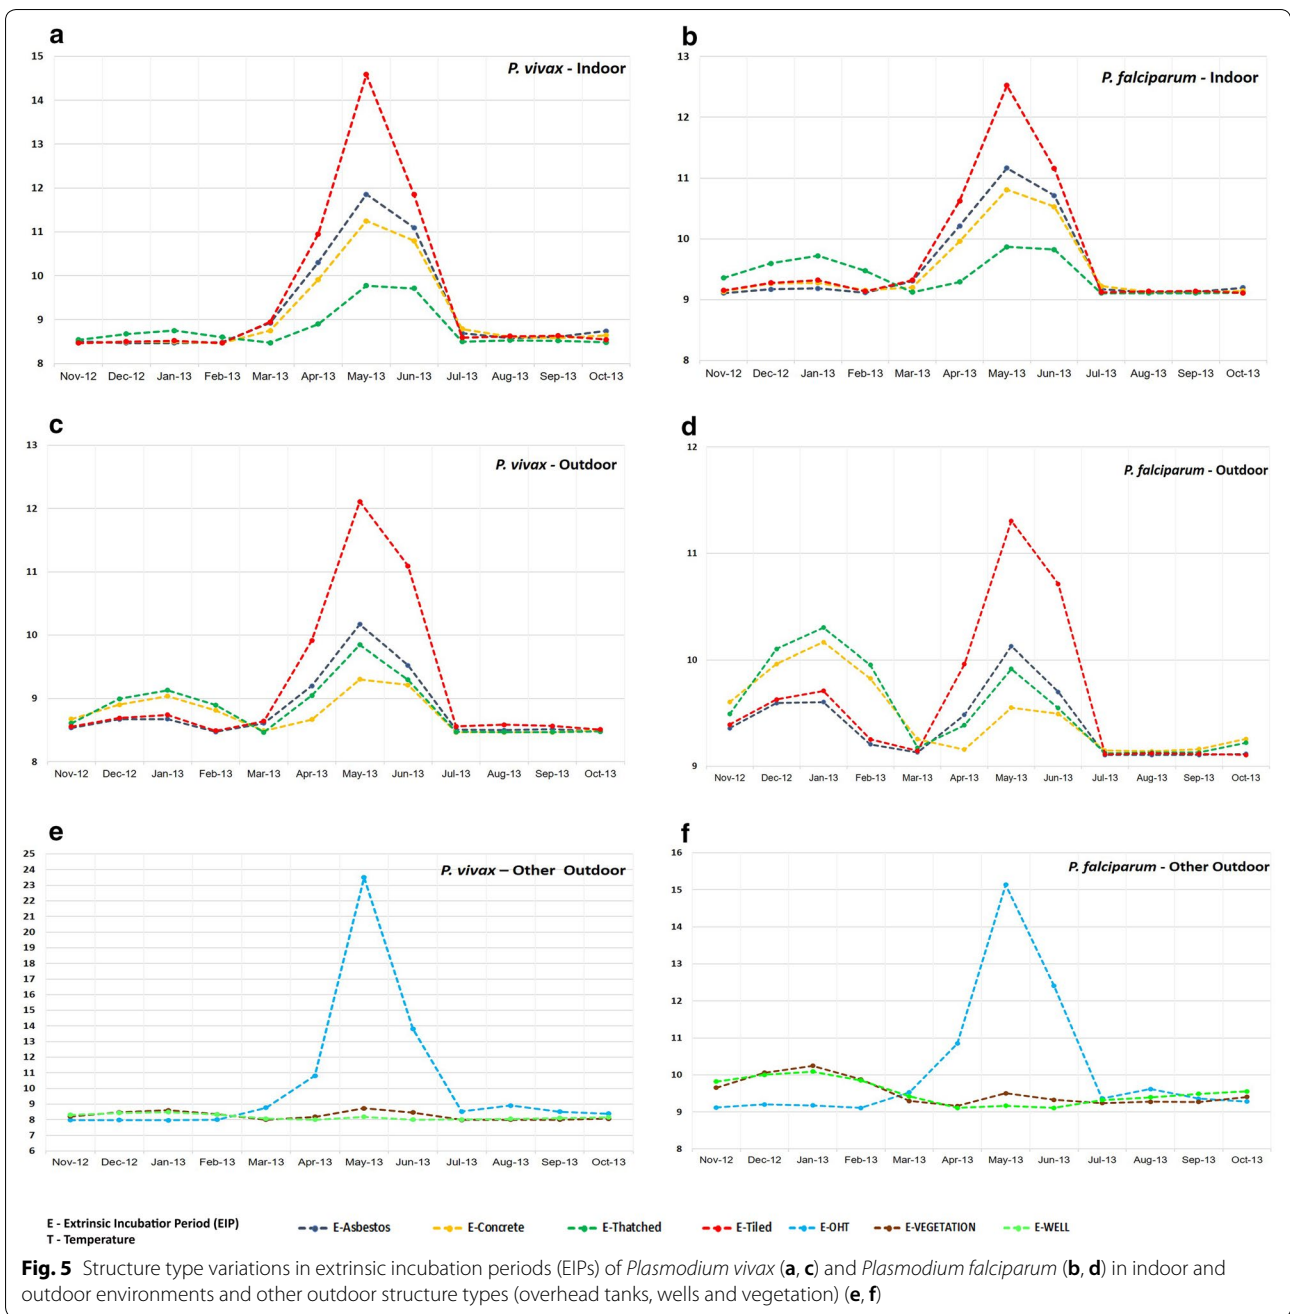 a
P. vivax - Indoor
15
14
13
12
11
10
9
8
Nov-12 Dec-12 Jan-13 Feb-13 Mar-13 Apr-13 May-13 Jun-13 Jul-13 Aug-13 Sep-13 Oct-13
b
P. falciparum - Indoor
13
12
11
10
9
8
Nov-12 Dec-12 Jan-13 Feb-13 Mar-13 Apr-13 May-13 Jun-13 Jul-13 Aug-13 Sep-13 Oct-13
c
P. vivax - Outdoor
13
12
11
10
9
8
Nov-12 Dec-12 Jan-13 Feb-13 Mar-13 Apr-13 May-13 Jun-13 Jul-13 Aug-13 Sep-13 Oct-13
d
P. falciparum - Outdoor
12
11
10
9
Nov-12 Dec-12 Jan-13 Feb-13 Mar-13 Apr-13 May-13 Jun-13 Jul-13 Aug-13 Sep-13 Oct-13
e
P. vivax – Other Outdoor
25
24
23
22
21
20
19
18
17
16
15
14
13
12
11
10
9
8
7
6
Nov-12 Dec-12 Jan-13 Feb-13 Mar-13 Apr-13 May-13 Jun-13 Jul-13 Aug-13 Sep-13 Oct-13
f
P. falciparum - Other Outdoor
16
15
14
13
12
11
10
9
8
Nov-12 Dec-12 Jan-13 Feb-13 Mar-13 Apr-13 May-13 Jun-13 Jul-13 Aug-13 Sep-13 Oct-13
E - Extrinsic Incubatior Period (EIP)
T - Temperature
E-Asbestos E-Concrete E-Thatched E-Tiled E-OHT E-VEGETATION E-WELL
Fig. 5 Structure type variations in extrinsic incubation periods (EIPs) of Plasmodium vivax (a, c) and Plasmodium falciparum (b, d) in indoor and
outdoor environments and other outdoor structure types (overhead tanks, wells and vegetation) (e, f)